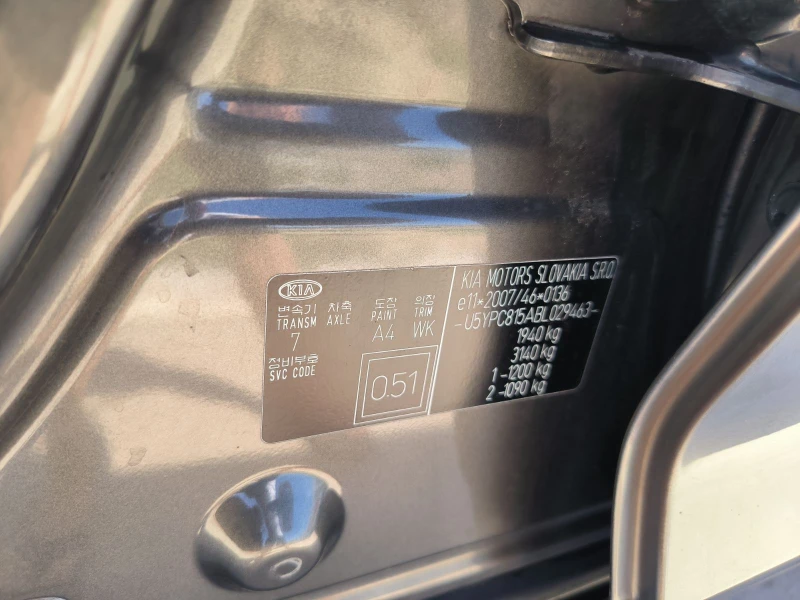 KIA
변속기 차축 도장 의장
TRANSM AXLE PAINT TRIM
7 A4 WK
정비부호
SVC CODE
0.51
KIA MOTORS SLOVAKIA S.R.O.
e11*2007/46*0136
-U5YPC815ABL029463-
1940 kg
3140 kg
1 -1200 kg
2 -1090 kg